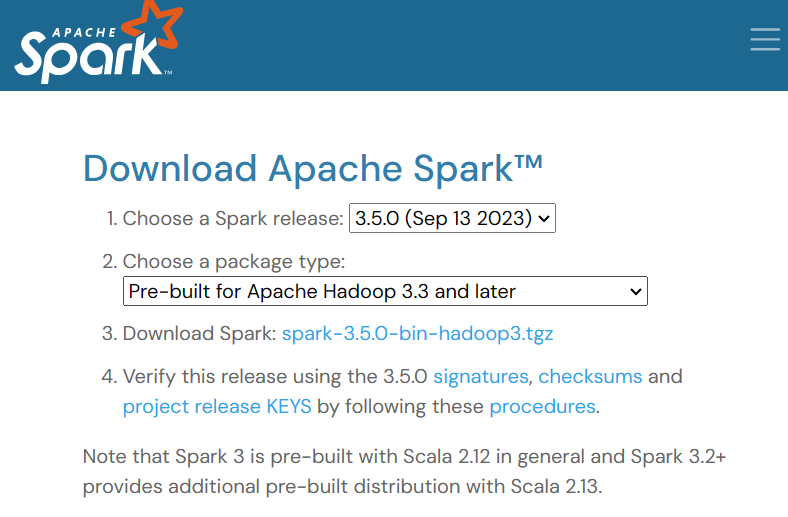 APACHE
Spark™
Download Apache Spark™
1. Choose a Spark release: 3.5.0 (Sep 13 2023)
2. Choose a package type:
Pre-built for Apache Hadoop 3.3 and later
3. Download Spark: spark-3.5.0-bin-hadoop3.tgz
4. Verify this release using the 3.5.0 signatures, checksums and
project release KEYS by following these procedures.
Note that Spark 3 is pre-built with Scala 2.12 in general and Spark 3.2+
provides additional pre-built distribution with Scala 2.13.